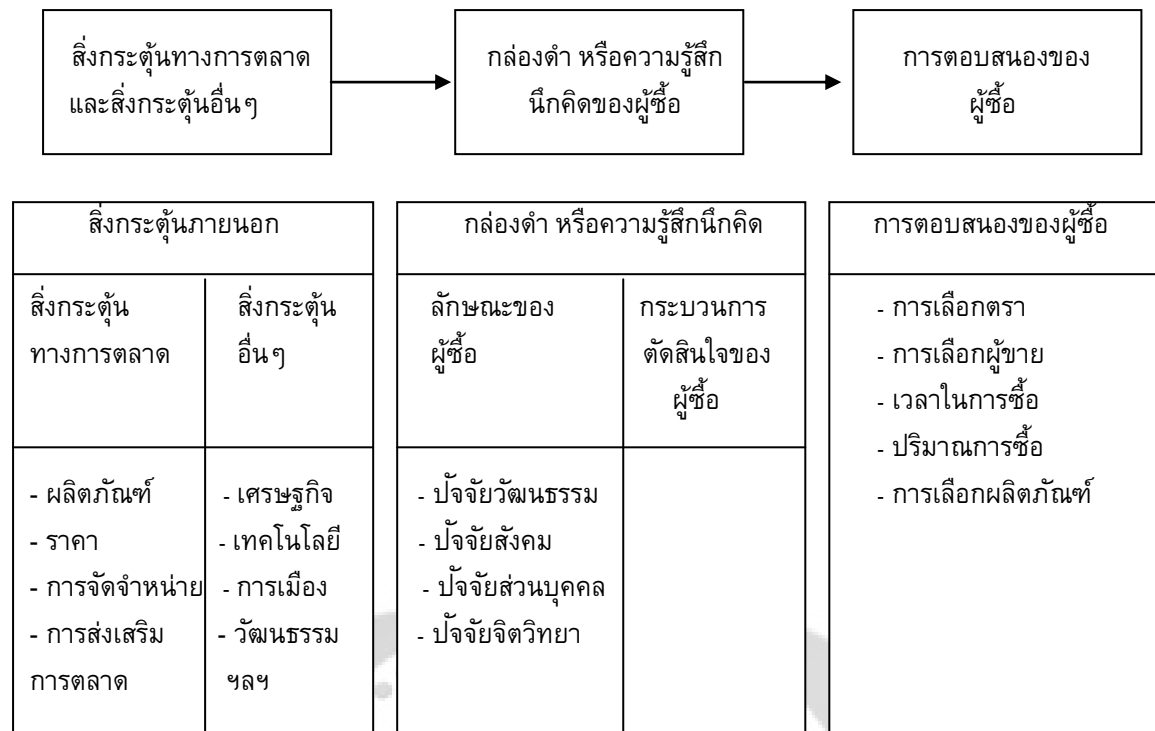 สิ่งกระตุ้นทางการตลาด
และสิ่งกระตุ้นอื่นๆ
กล่องดำ หรือความรู้สึก
นึกคิดของผู้ซื้อ
การตอบสนองของ
ผู้ซื้อ
สิ่งกระตุ้นภายนอก
สิ่งกระตุ้น
ทางการตลาด
สิ่งกระตุ้น
อื่นๆ
- ผลิตภัณฑ์
- ราคา
- การจัดจำหน่าย
- การส่งเสริม
การตลาด
- เศรษฐกิจ
- เทคโนโลยี
- การเมือง
- วัฒนธรรม
ฯลฯ
กล่องดำ หรือความรู้สึกนึกคิด
ลักษณะของ
ผู้ซื้อ
กระบวนการ
ตัดสินใจของ
ผู้ซื้อ
- ปัจจัยวัฒนธรรม
- ปัจจัยสังคม
- ปัจจัยส่วนบุคคล
- ปัจจัยจิตวิทยา
การตอบสนองของผู้ซื้อ
- การเลือกตรา
- การเลือกผู้ขาย
- เวลาในการซื้อ
- ปริมาณการซื้อ
- การเลือกผลิตภัณฑ์